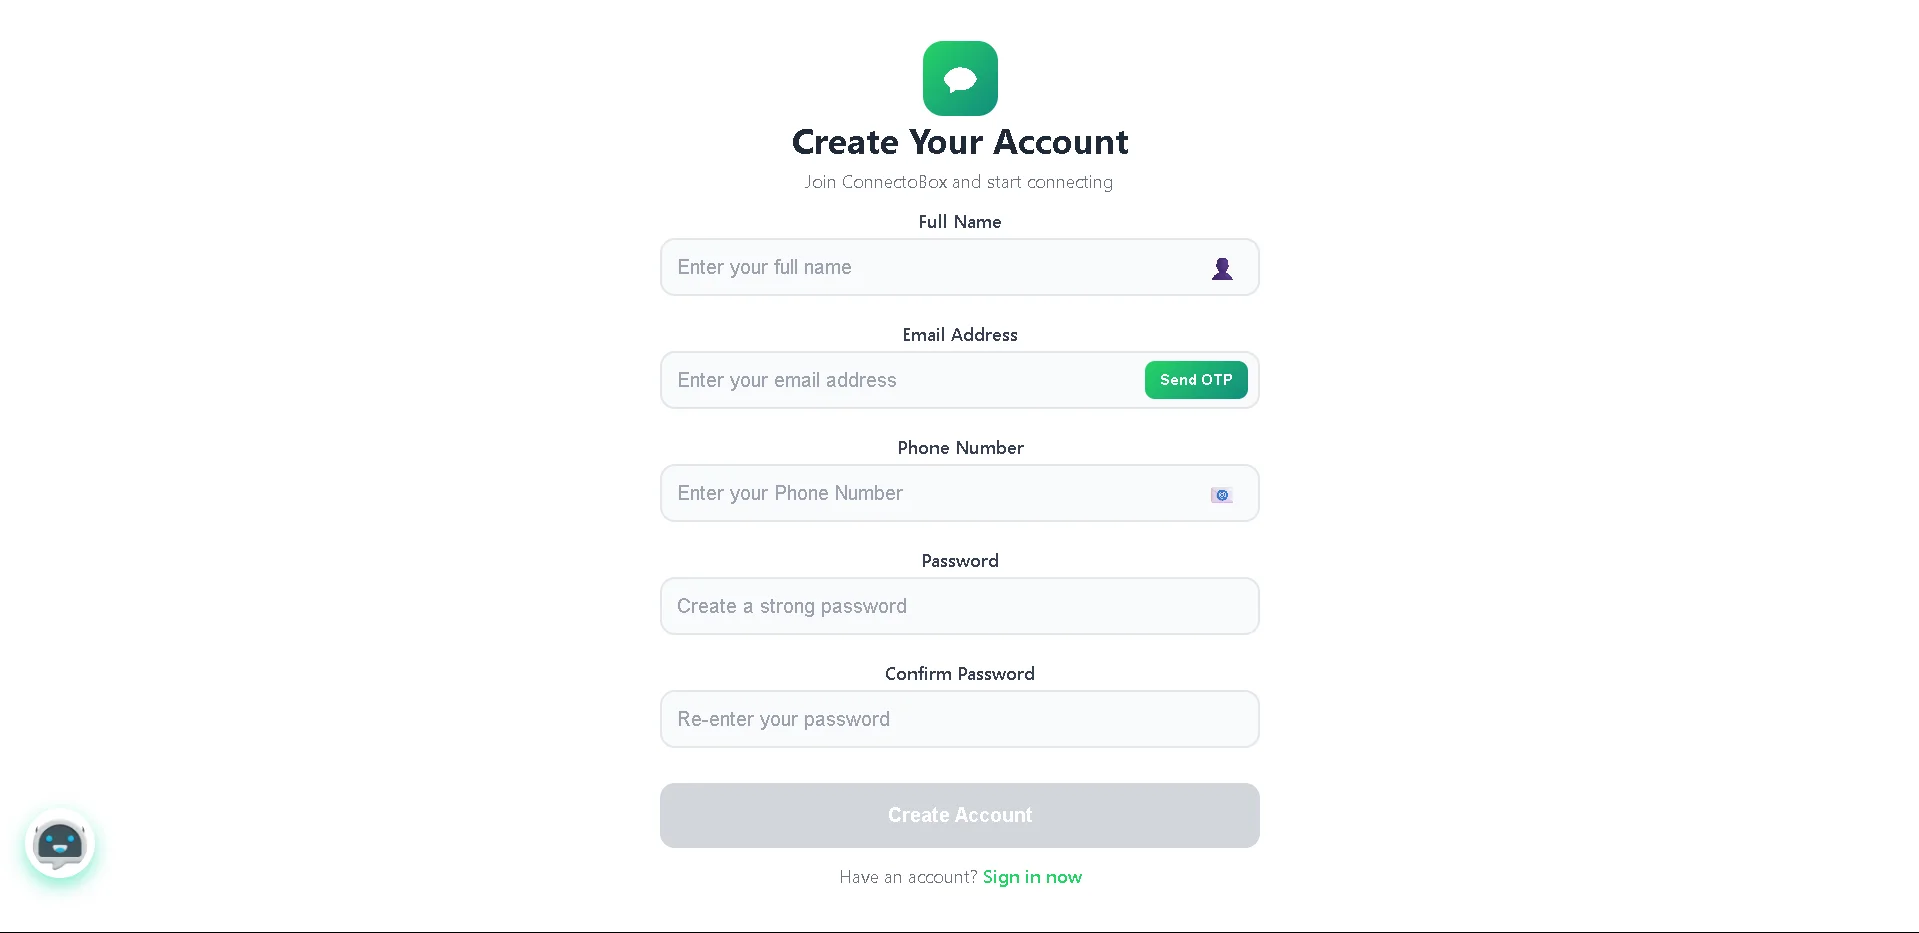 Create Your Account
Join ConnectoBox and start connecting
Full Name
Enter your full name
Email Address
Enter your email address
Send OTP
Phone Number
Enter your Phone Number
Password
Create a strong password
Confirm Password
Re-enter your password
Create Account
Have an account? Sign in now